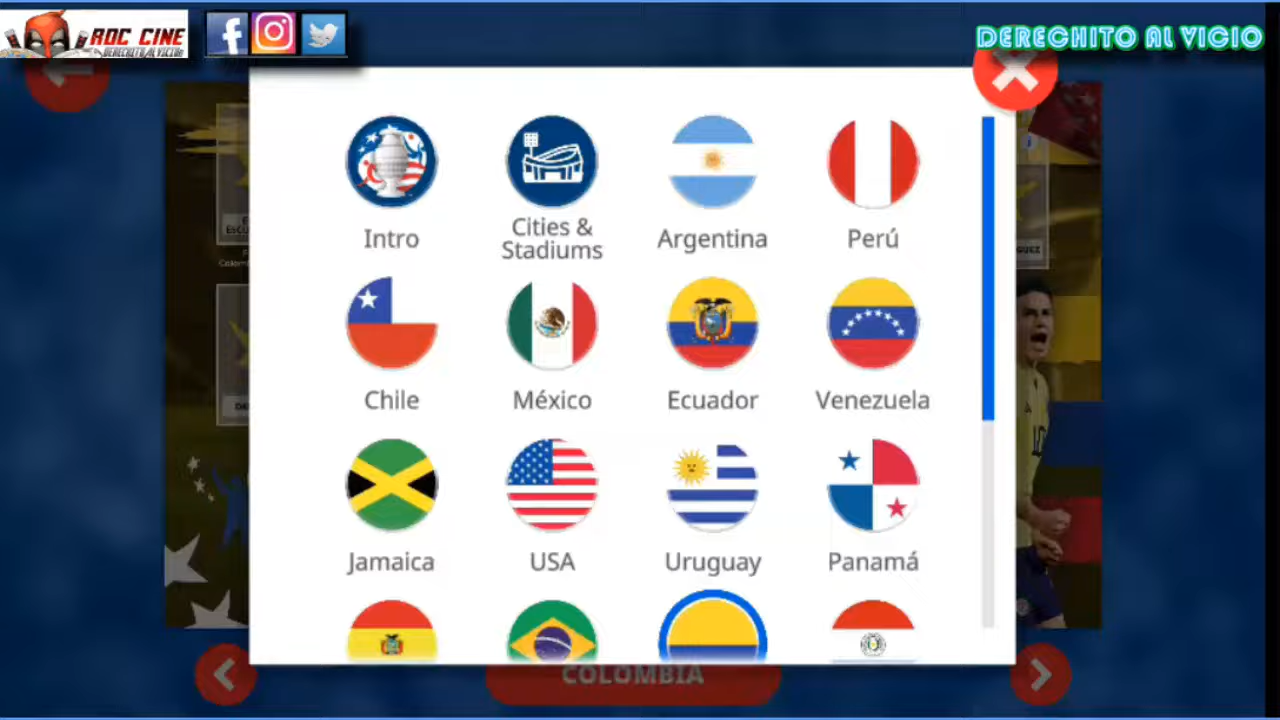 ROC CINE
DERECHITOALVICIO
DERECHITO AL VICIO
Intro
Cities &
Stadiums
Argentina
Perú
Chile
México
Ecuador
Venezuela
Jamaica
USA
Uruguay
Panamá
COLOMBIA